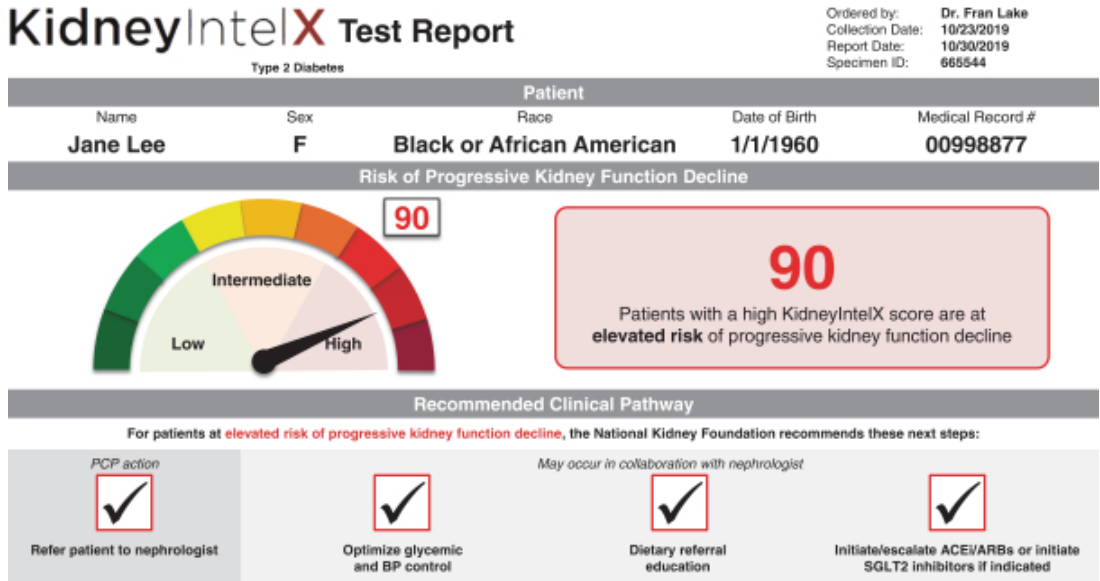 KidneyIntelX Test Report
Type 2 Diabetes
Ordered by: Dr. Fran Lake
Collection Date: 10/23/2019
Report Date: 10/30/2019
Specimen ID: 665544
Patient
Name Sex Race Date of Birth Medical Record #
Jane Lee F Black or African American 1/1/1960 00998877
Risk of Progressive Kidney Function Decline
90
Intermediate
Low
High
90
Patients with a high KidneyIntelX score are at
elevated risk of progressive kidney function decline
Recommended Clinical Pathway
For patients at elevated risk of progressive kidney function decline, the National Kidney Foundation recommends these next steps:
PCP action
May occur in collaboration with nephrologist
Refer patient to nephrologist
Optimize glycemic
and BP control
Dietary referral
education
Initiate/escalate ACEi/ARBs or initiate
SGLT2 inhibitors if indicated